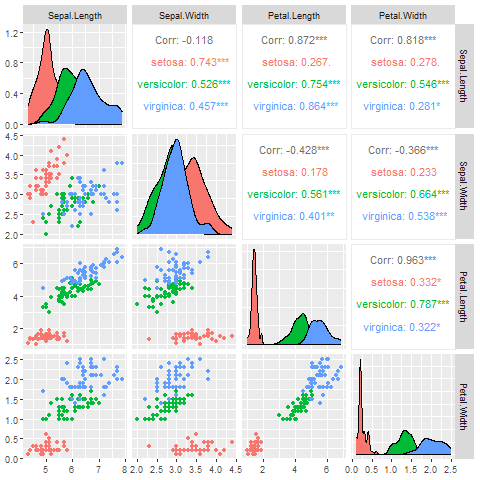 Sepal.Length Sepal.Width Petal.Length Petal.Width
1.2
0.8
0.4
0.0
Corr: -0.118
setosa: 0.743***
versicolor: 0.526***
virginica: 0.457***
Corr: 0.872***
setosa: 0.267.
versicolor: 0.754***
virginica: 0.864***
Corr: 0.818***
setosa: 0.278.
versicolor: 0.546***
virginica: 0.281*
Sepal.Length
4.5
4.0
3.5
3.0
2.5
2.0
Corr: -0.428***
setosa: 0.178
versicolor: 0.561***
virginica: 0.401**
Corr: -0.366***
setosa: 0.233
versicolor: 0.664***
virginica: 0.538***
Sepal.Width
6
4
2
Corr: 0.963***
setosa: 0.332*
versicolor: 0.787***
virginica: 0.322*
Petal.Length
2.5
2.0
1.5
1.0
0.5
0.0
Petal.Width
5 6 7 8 2.0 2.5 3.0 3.5 4.0 4.5 2 4 6 0.0 0.5 1.0 1.5 2.0 2.5